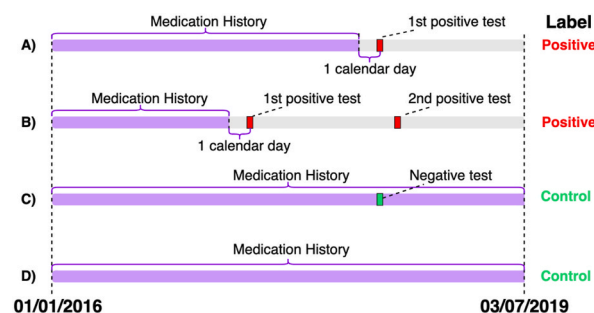 Label
Medication History
1st positive test
A)
Positive
1 calendar day
Medication History
1st positive test
2nd positive test
B)
Positive
1 calendar day
Medication History
Negative test
C)
Control
Medication History
D)
Control
01/01/2016
03/07/2019